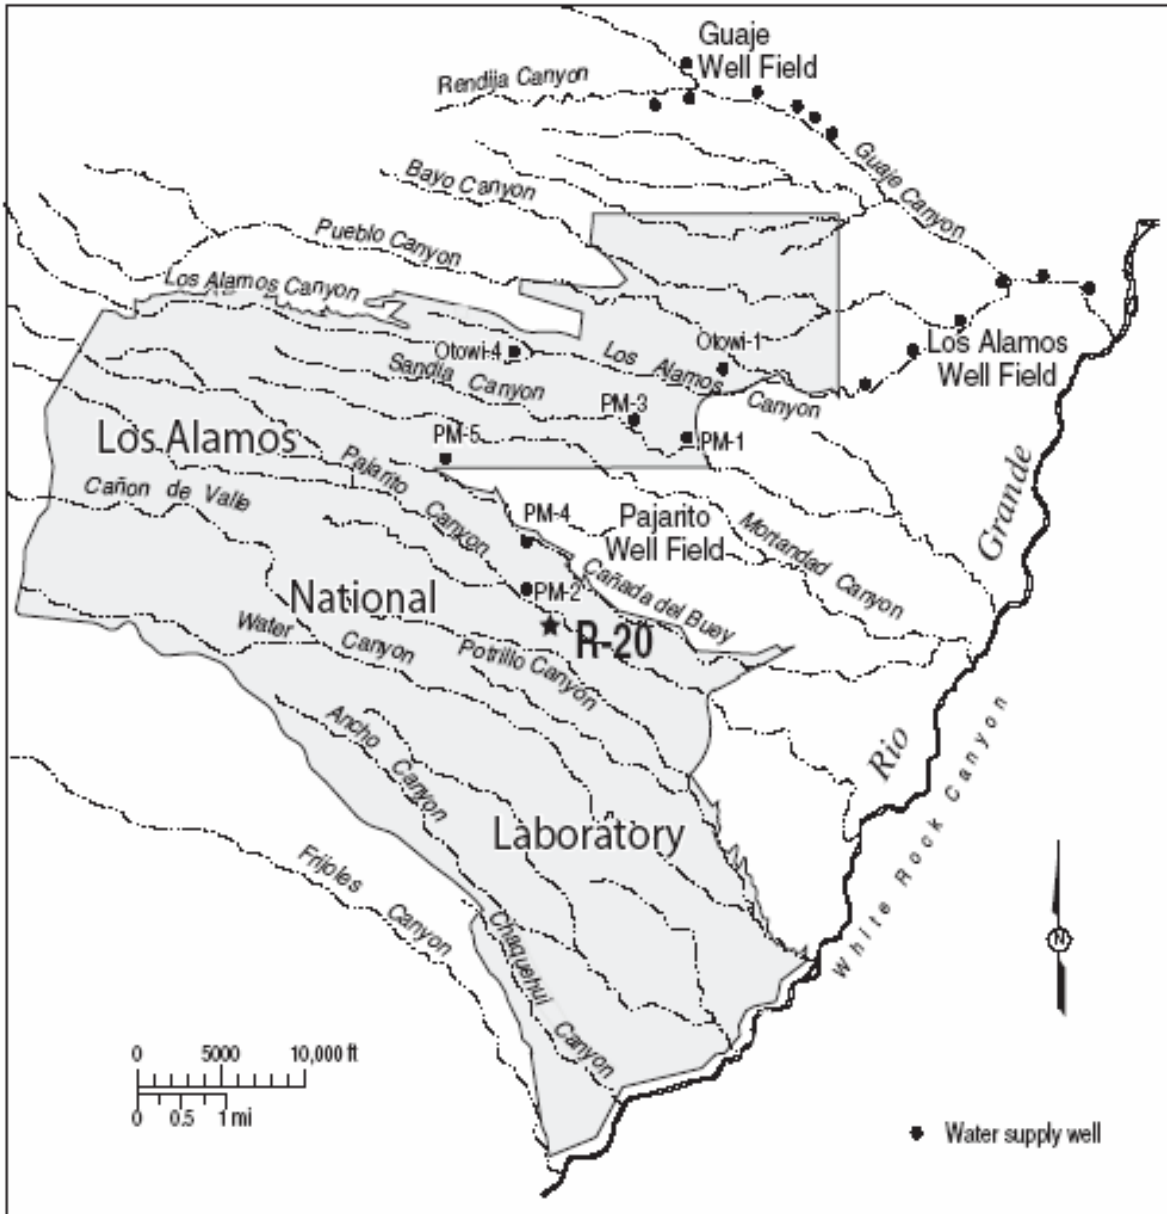 Guaje
Well Field
Rendija Canyon
Guaje Canyon
Bayo Canyon
Pueblo Canyon
Los Alamos Canyon
Otowi-4
Los Alamos Canyon
Otowi-1
Los Alamos
Well Field
Sandia Canyon
PM-3
PM-5
PM-1
Los Alamos
Pajarito Canyon
Cañon de Valle
PM-4
Pajarito
Well Field
Mortandad Canyon
Rio Grande
PM-2
Cañada del Buey
National
R-20
Water Canyon
Potrillo Canyon
Ancho Canyon
White Rock Canyon
Laboratory
Frijoles Canyon
Chaquehui Canyon
N
0 5000 10,000 ft
0 0.5 1 mi
Water supply well